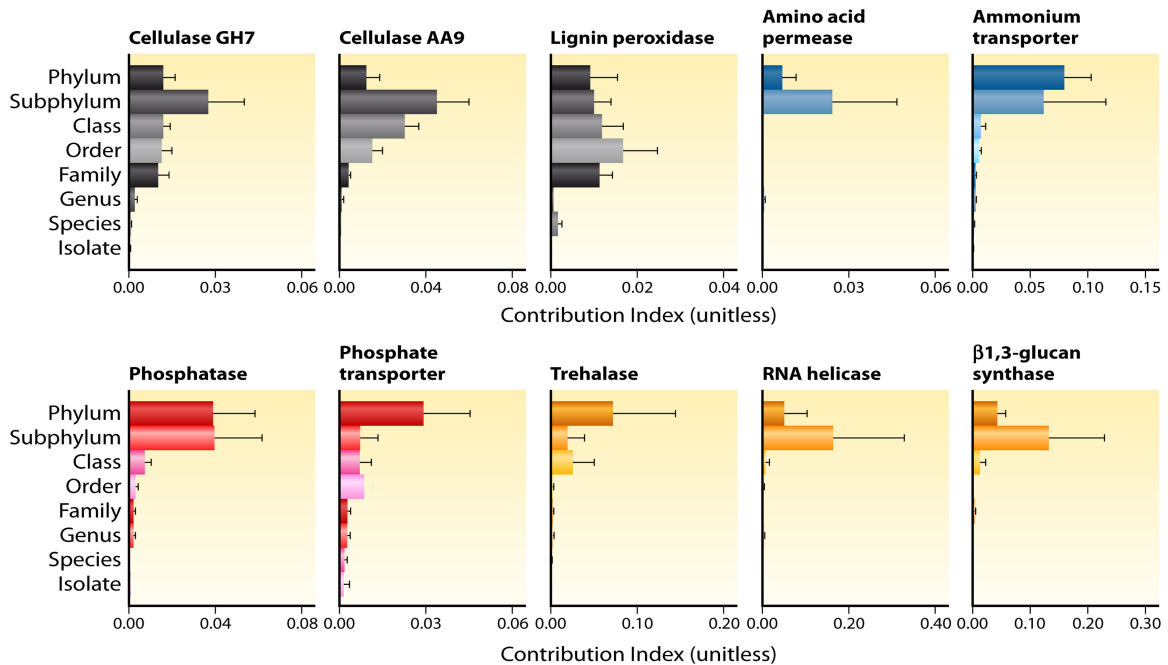 Cellulase GH7
Cellulase AA9
Lignin peroxidase
Amino acid
permease
Ammonium
transporter
Phylum
Subphylum
Class
Order
Family
Genus
Species
Isolate
0.00 0.03 0.06
0.00 0.04 0.06
0.00 0.02 0.04
0.00 0.03 0.06
0.00 0.05 0.10 0.15
Contribution Index (unitless)
Phosphatase
Phosphate
transporter
Trehalase
RNA helicase
β1,3-glucan
synthase
Phylum
Subphylum
Class
Order
Family
Genus
Species
Isolate
0.00 0.04 0.08
0.00 0.03 0.06
0.00 0.10 0.20
0.00 0.20 0.40
0.00 0.10 0.20 0.30
Contribution Index (unitless)